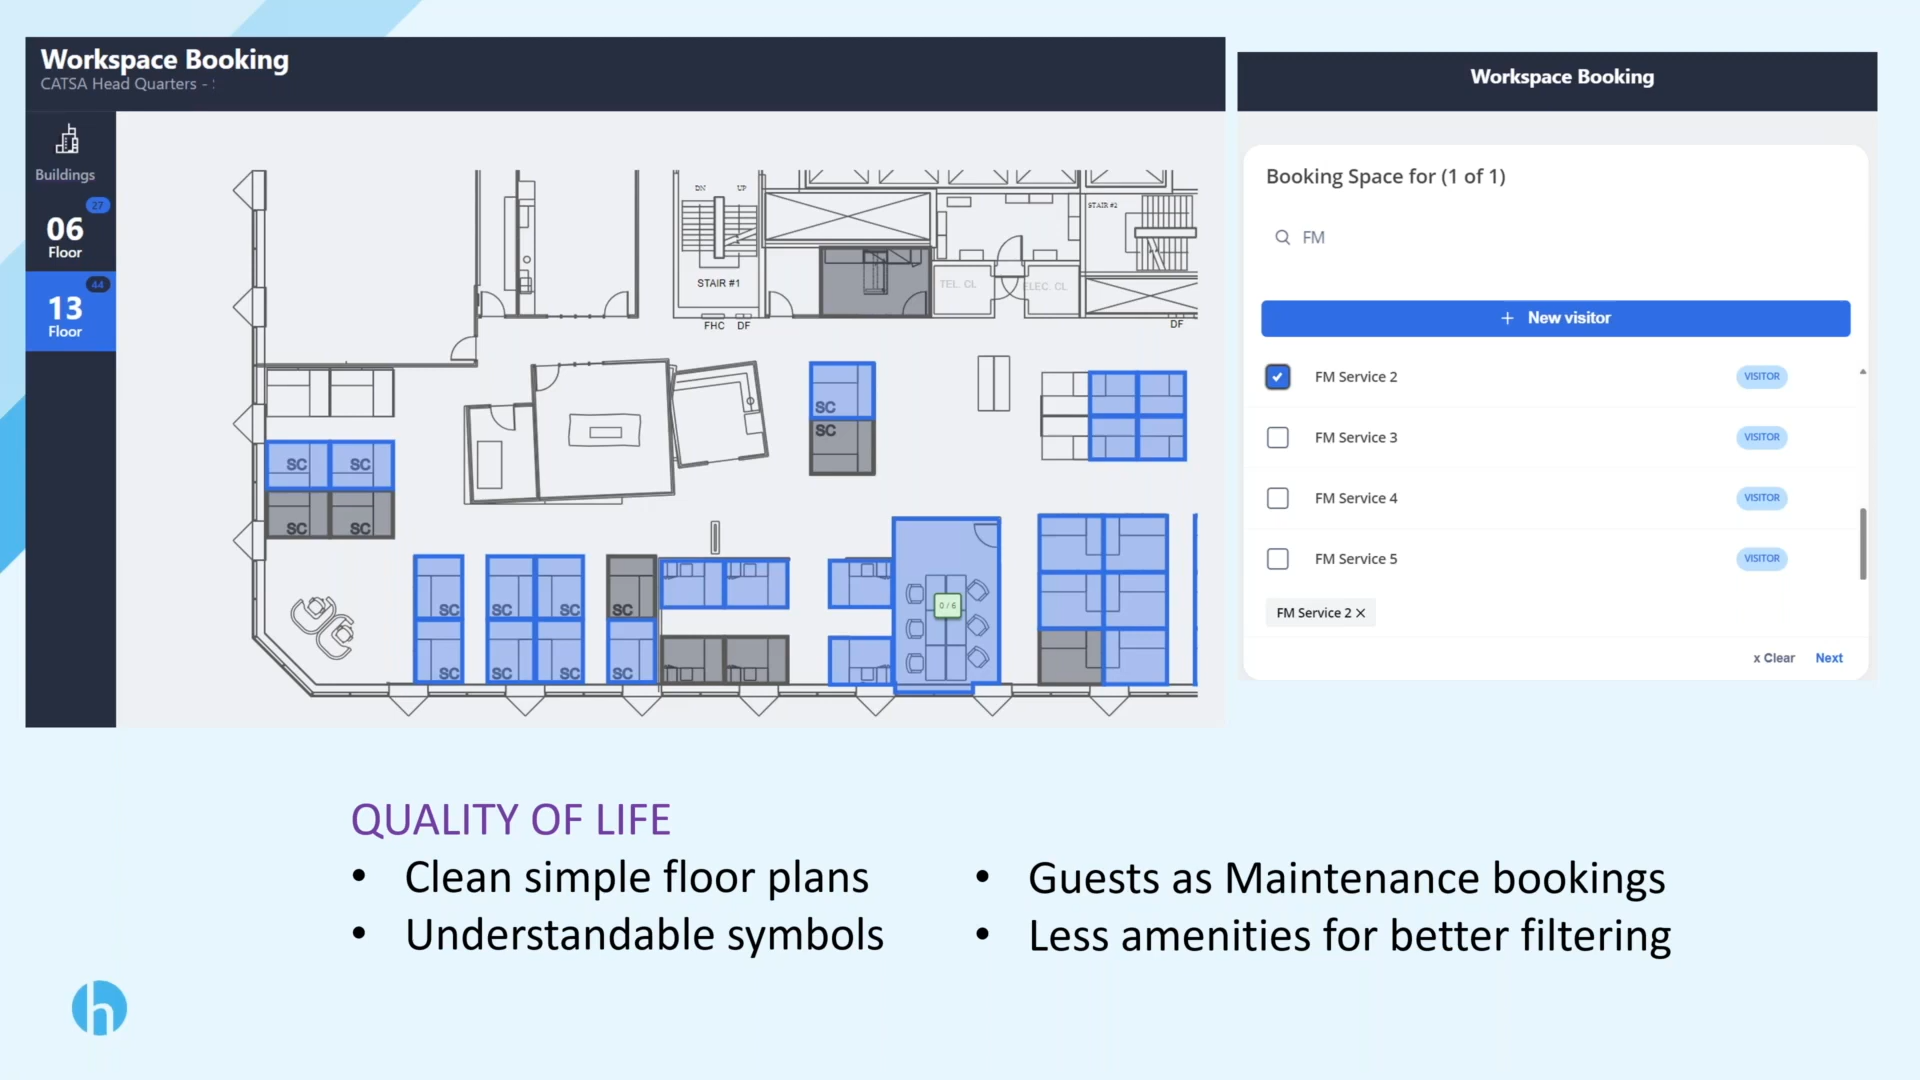 Workspace Booking
CATSA Head Quarters -
Buildings
27
06
Floor
44
13
Floor
DN UP
STAIR #1
FHC DF
TEL. CL
ELEC. CL
STAIR #2
DF
SC
SC
SC SC
SC SC
SC
SC SC
SC
SC
SC SC
SC
0 / 6
Workspace Booking
Booking Space for (1 of 1)
FM
+ New visitor
FM Service 2 VISITOR
FM Service 3 VISITOR
FM Service 4 VISITOR
FM Service 5 VISITOR
FM Service 2 ✕
x Clear Next
QUALITY OF LIFE
• Clean simple floor plans
• Understandable symbols
• Guests as Maintenance bookings
• Less amenities for better filtering
h